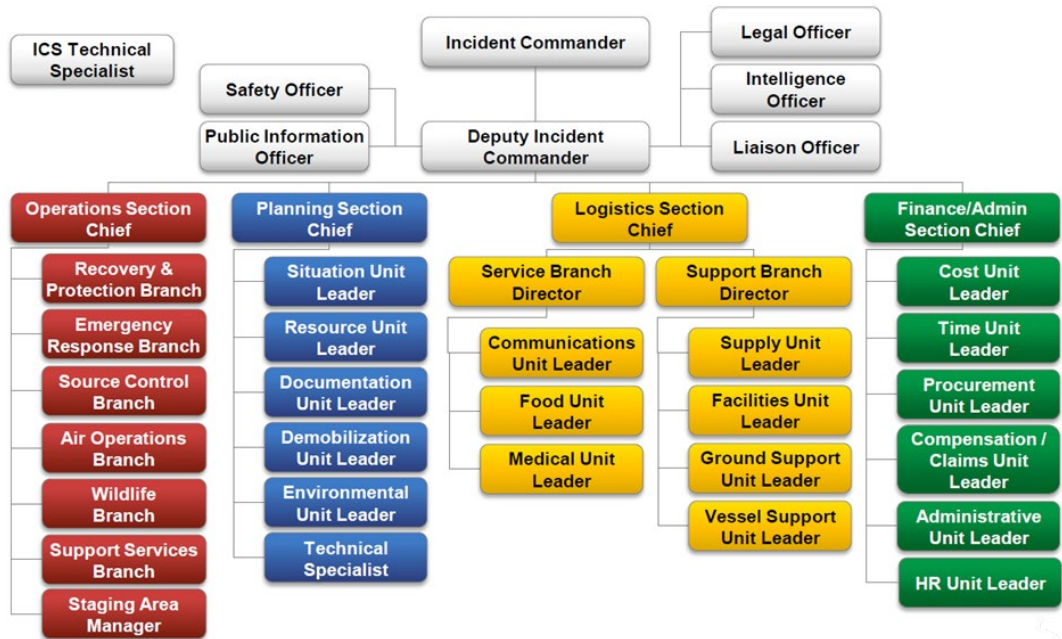 ICS Technical
Specialist
Incident Commander
Legal Officer
Safety Officer
Intelligence
Officer
Public Information
Officer
Deputy Incident
Commander
Liaison Officer
Operations Section
Chief
Recovery &
Protection Branch
Emergency
Response Branch
Source Control
Branch
Air Operations
Branch
Wildlife
Branch
Support Services
Branch
Staging Area
Manager
Planning Section
Chief
Situation Unit
Leader
Resource Unit
Leader
Documentation
Unit Leader
Demobilization
Unit Leader
Environmental
Unit Leader
Technical
Specialist
Logistics Section
Chief
Service Branch
Director
Communications
Unit Leader
Food Unit
Leader
Medical Unit
Leader
Support Branch
Director
Supply Unit
Leader
Facilities Unit
Leader
Ground Support
Unit Leader
Vessel Support
Unit Leader
Finance/Admin
Section Chief
Cost Unit
Leader
Time Unit
Leader
Procurement
Unit Leader
Compensation /
Claims Unit
Leader
Administrative
Unit Leader
HR Unit Leader